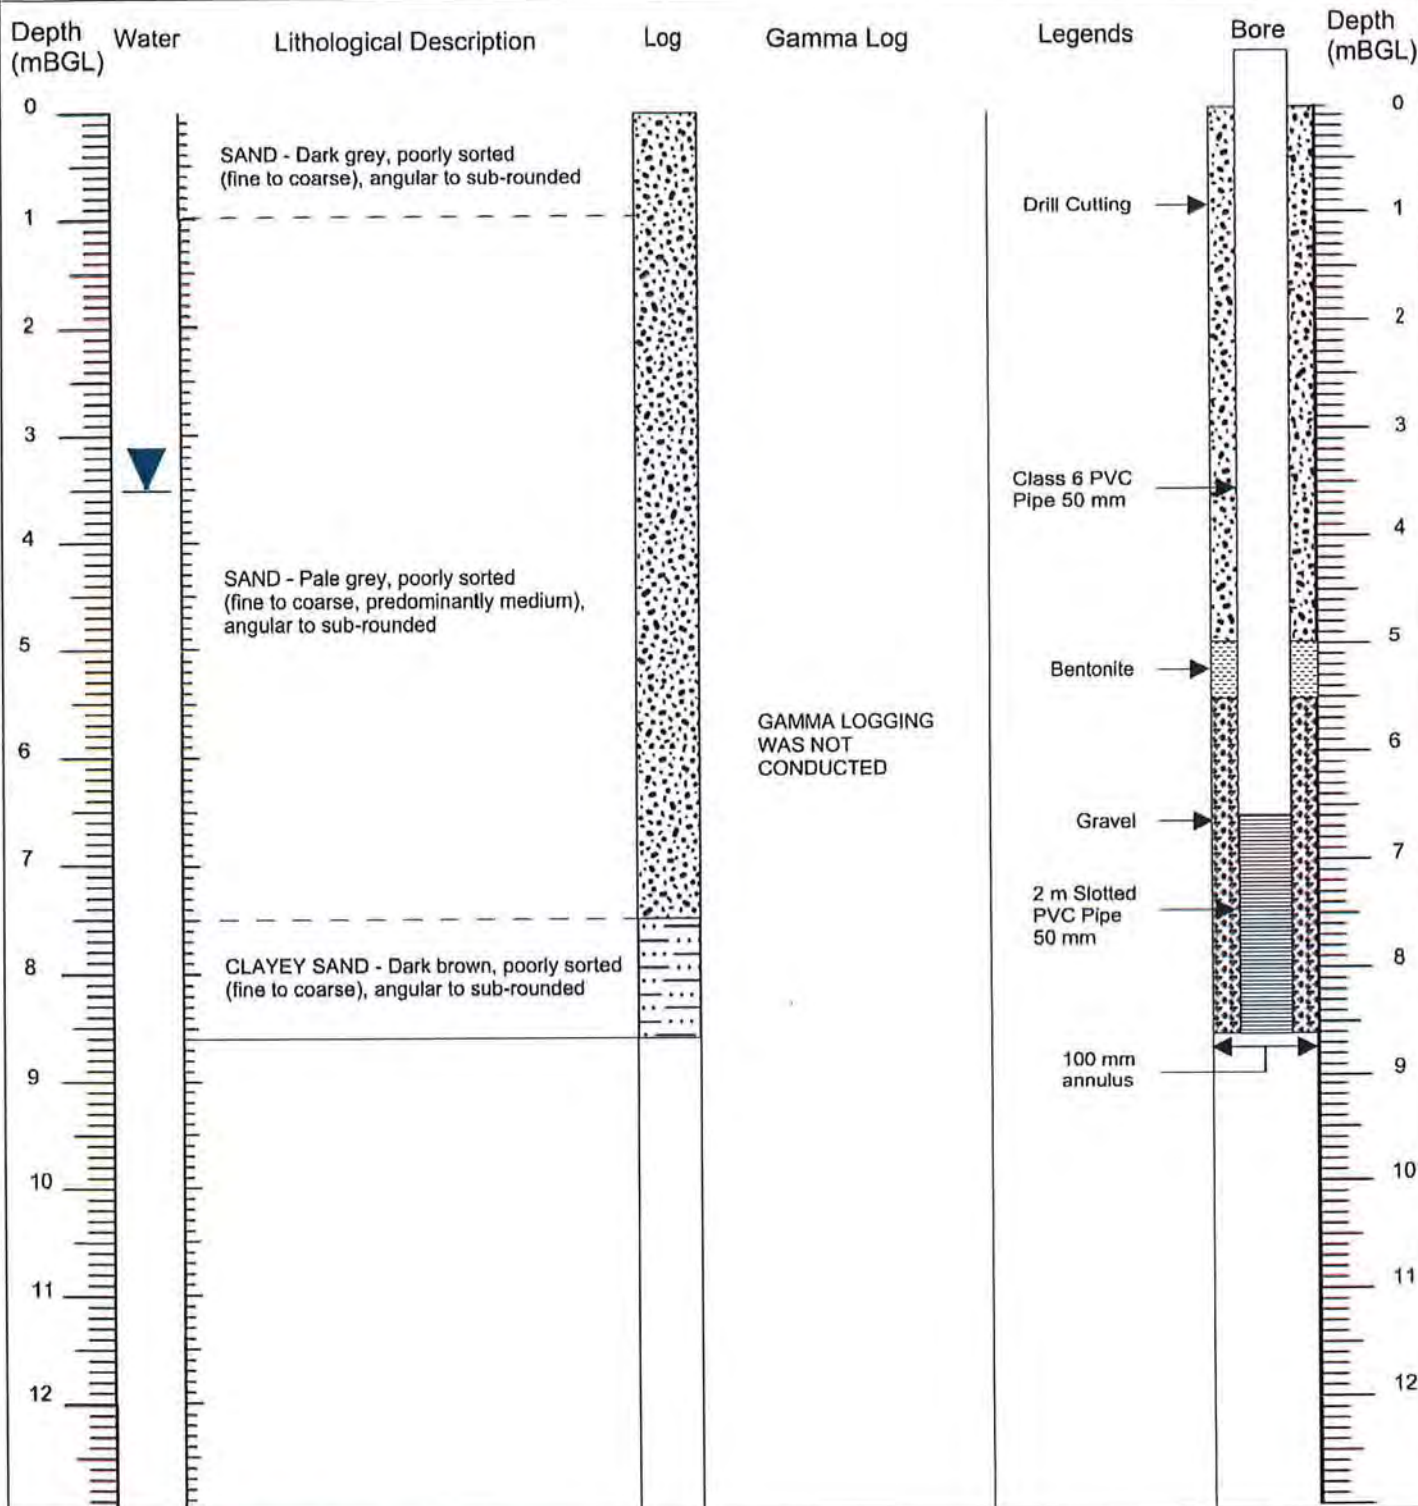 Depth
(mBGL)
Water
Lithological Description
Log
Gamma Log
Legends
Bore
Depth
(mBGL)
0
1
2
3
4
5
6
7
8
9
10
11
12
SAND - Dark grey, poorly sorted
(fine to coarse), angular to sub-rounded
SAND - Pale grey, poorly sorted
(fine to coarse, predominantly medium),
angular to sub-rounded
CLAYEY SAND - Dark brown, poorly sorted
(fine to coarse), angular to sub-rounded
GAMMA LOGGING
WAS NOT
CONDUCTED
Drill Cutting
Class 6 PVC
Pipe 50 mm
Bentonite
Gravel
2 m Slotted
PVC Pipe
50 mm
100 mm
annulus
0
1
2
3
4
5
6
7
8
9
10
11
12